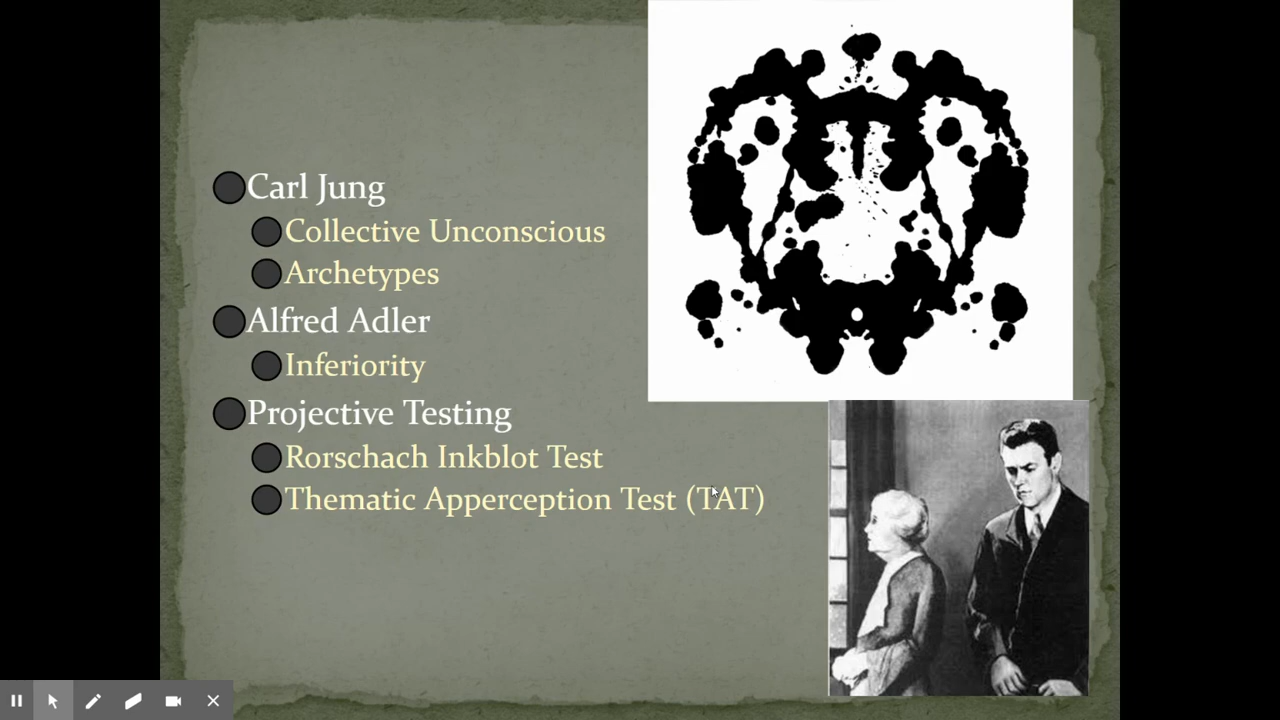 Carl Jung
Collective Unconscious
Archetypes
Alfred Adler
Inferiority
Projective Testing
Rorschach Inkblot Test
Thematic Apperception Test (TAT)